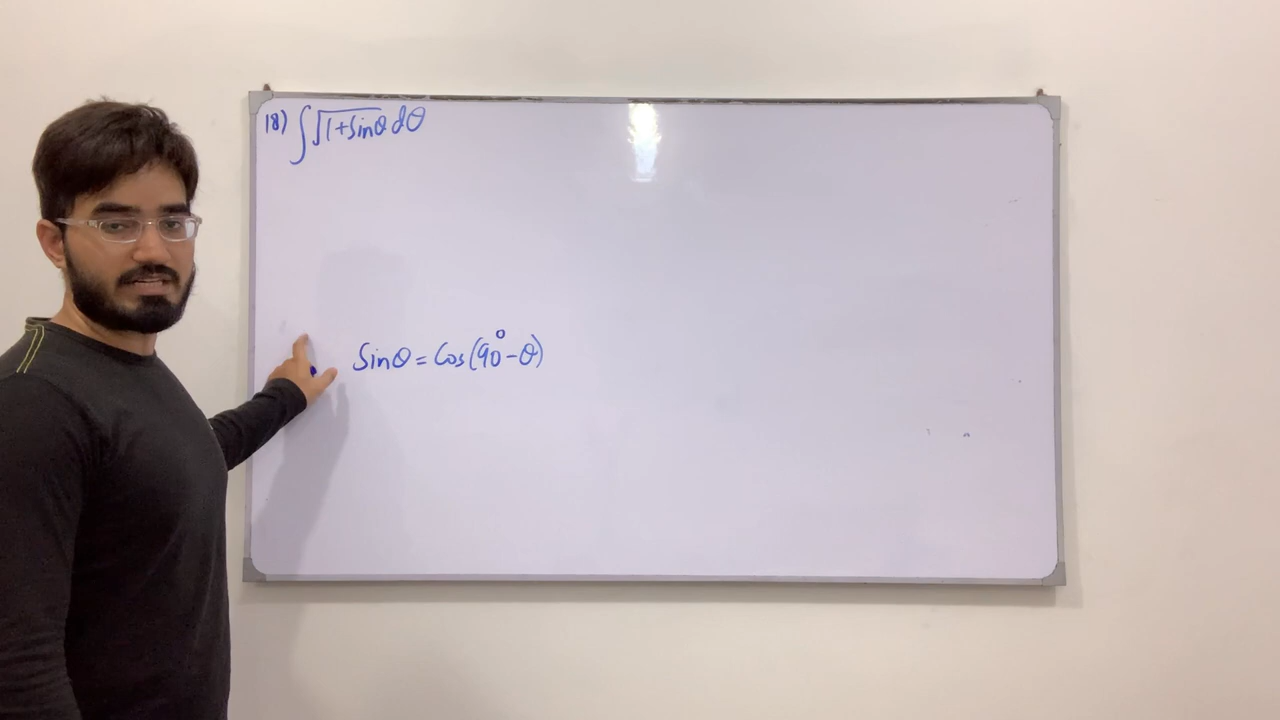 18) ∫√(1+Sinθ) dθ
Sinθ = Cos(90°-θ)